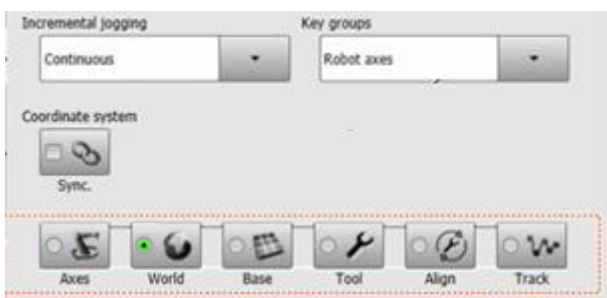 Incremental jogging Key groups
Continuous Robot axes
Coordinate system
Sync.
Axes World Base Tool Align Track